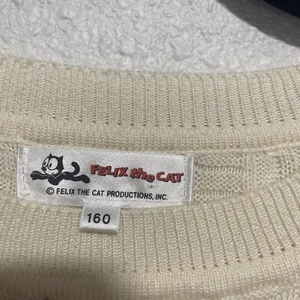 FELIX the CAT
© FELIX THE CAT PRODUCTIONS, INC.
160